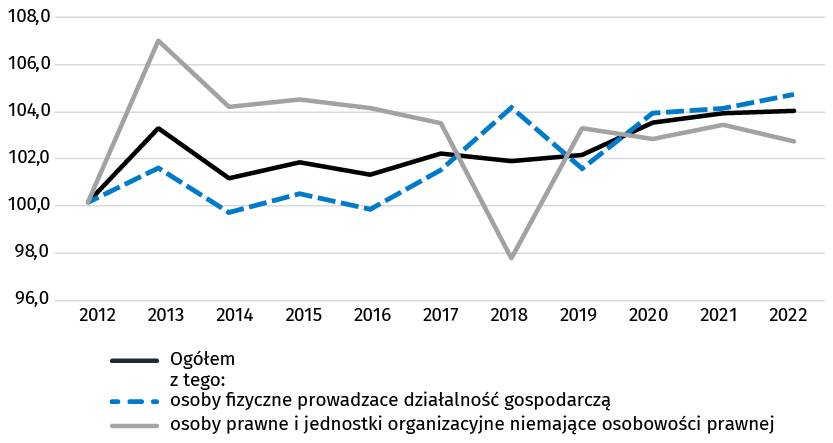 108,0
106,0
104,0
102,0
100,0
98,0
96,0
2012 2013 2014 2015 2016 2017 2018 2019 2020 2021 2022
Ogółem
z tego:
osoby fizyczne prowadzace działalność gospodarczą
osoby prawne i jednostki organizacyjne niemające osobowości prawnej